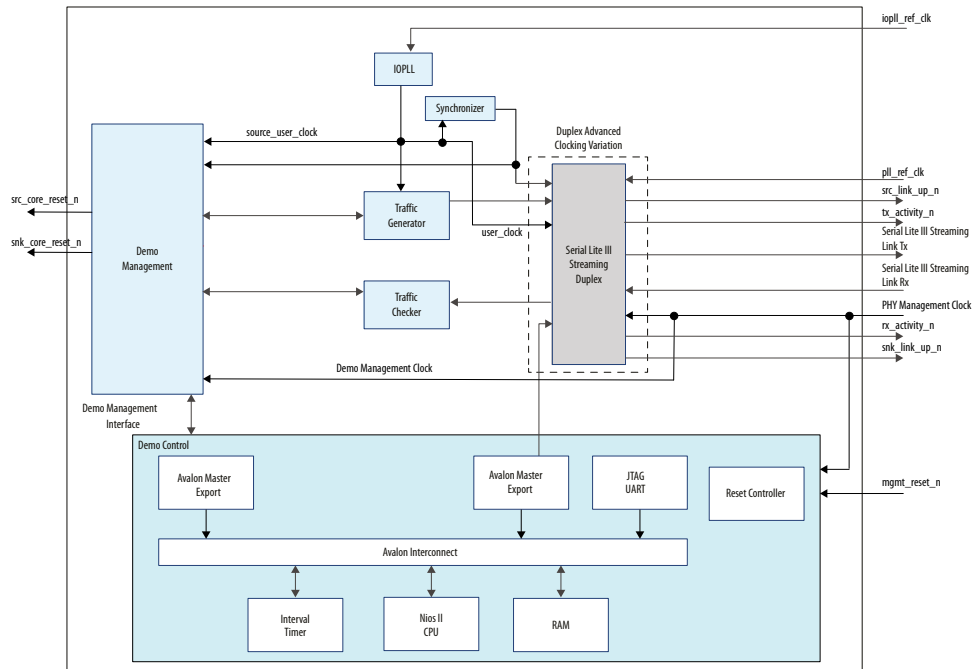 iopll_ref_clk
IOPLL
Synchronizer
source_user_clock
Duplex Advanced
Clocking Variation
pll_ref_clk
src_link_up_n
src_core_reset_n
Traffic
Generator
tx_activity_n
user_clock
Serial Lite III Streaming
Link Tx
snk_core_reset_n
Demo
Management
Serial Lite III
Streaming
Duplex
Serial Lite III Streaming
Link Rx
Traffic
Checker
PHY Management Clock
rx_activity_n
snk_link_up_n
Demo Management Clock
Demo Management
Interface
Demo Control
Avalon Master
Export
Avalon Master
Export
JTAG
UART
Reset Controller
mgmt_reset_n
Avalon Interconnect
Interval
Timer
Nios II
CPU
RAM